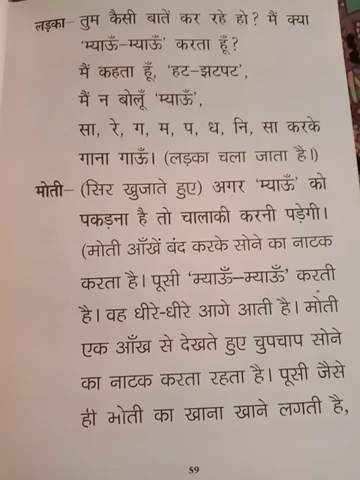 लड़का– तुम कैसी बातें कर रहे हो? मैं क्या
'म्याऊँ–म्याऊँ' करता हूँ?
मैं कहता हूँ, 'हट–झटपट',
मैं न बोलूँ 'म्याऊँ',
सा, रे, ग, म, प, ध, नि, सा करके
गाना गाऊँ। (लड़का चला जाता है।)
मोती– (सिर खुजाते हुए) अगर 'म्याऊँ' को
पकड़ना है तो चालाकी करनी पड़ेगी।
(मोती आँखें बंद करके सोने का नाटक
करता है। पूसी 'म्याऊँ–म्याऊँ' करती
है। वह धीरे-धीरे आगे आती है। मोती
एक आँख से देखते हुए चुपचाप सोने
का नाटक करता रहता है। पूसी जैसे
ही मोती का खाना खाने लगती है,
59